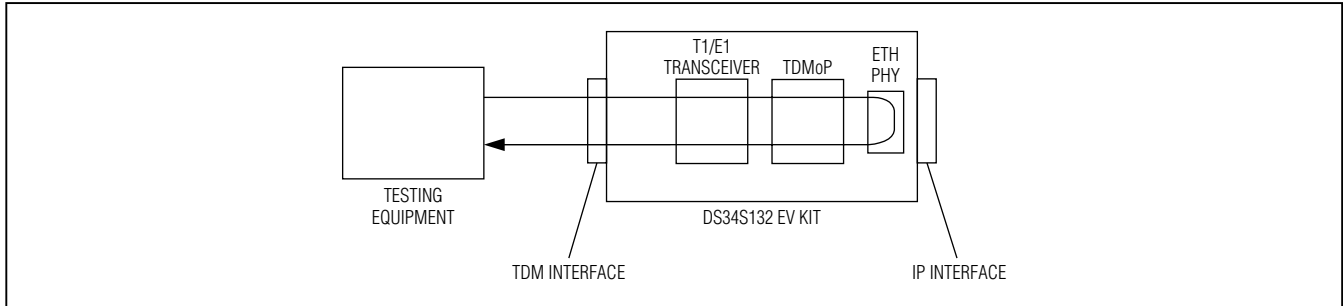 T1/E1
TRANSCEIVER
TDMoP
ETH
PHY
TESTING
EQUIPMENT
DS34S132 EV KIT
TDM INTERFACE
IP INTERFACE